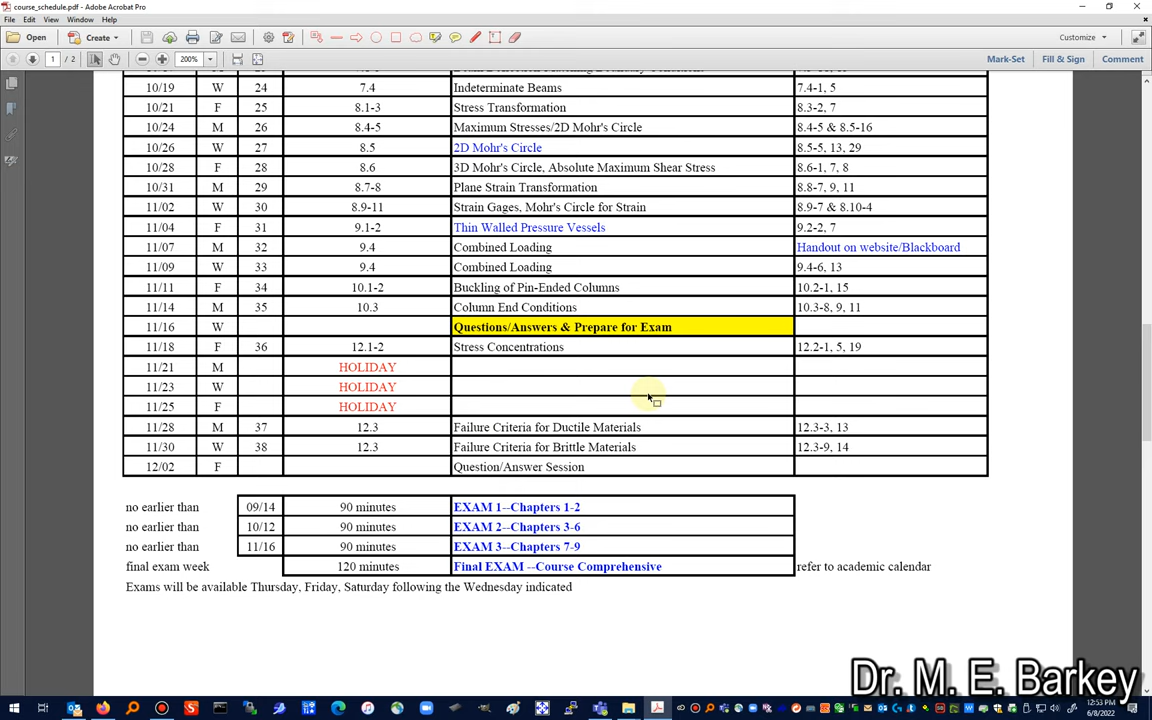 course_schedule.pdf - Adobe Acrobat Pro
File Edit View Window Help
Open Create Customize
1 / 2 200% Mark-Set Fill & Sign Comment
10/19 W 24 7.4 Indeterminate Beams 7.4-1, 5
10/21 F 25 8.1-3 Stress Transformation 8.3-2, 7
10/24 M 26 8.4-5 Maximum Stresses/2D Mohr's Circle 8.4-5 & 8.5-16
10/26 W 27 8.5 2D Mohr's Circle 8.5-5, 13, 29
10/28 F 28 8.6 3D Mohr's Circle, Absolute Maximum Shear Stress 8.6-1, 7, 8
10/31 M 29 8.7-8 Plane Strain Transformation 8.8-7, 9, 11
11/02 W 30 8.9-11 Strain Gages, Mohr's Circle for Strain 8.9-7 & 8.10-4
11/04 F 31 9.1-2 Thin Walled Pressure Vessels 9.2-2, 7
11/07 M 32 9.4 Combined Loading Handout on website/Blackboard
11/09 W 33 9.4 Combined Loading 9.4-6, 13
11/11 F 34 10.1-2 Buckling of Pin-Ended Columns 10.2-1, 15
11/14 M 35 10.3 Column End Conditions 10.3-8, 9, 11
11/16 W Questions/Answers & Prepare for Exam
11/18 F 36 12.1-2 Stress Concentrations 12.2-1, 5, 19
11/21 M HOLIDAY
11/23 W HOLIDAY
11/25 F HOLIDAY
11/28 M 37 12.3 Failure Criteria for Ductile Materials 12.3-3, 13
11/30 W 38 12.3 Failure Criteria for Brittle Materials 12.3-9, 14
12/02 F Question/Answer Session
no earlier than 09/14 90 minutes EXAM 1--Chapters 1-2
no earlier than 10/12 90 minutes EXAM 2--Chapters 3-6
no earlier than 11/16 90 minutes EXAM 3--Chapters 7-9
final exam week 120 minutes Final EXAM --Course Comprehensive refer to academic calendar
Exams will be available Thursday, Friday, Saturday following the Wednesday indicated
Dr. M. E. Barkey
12:53 PM
6/8/2022